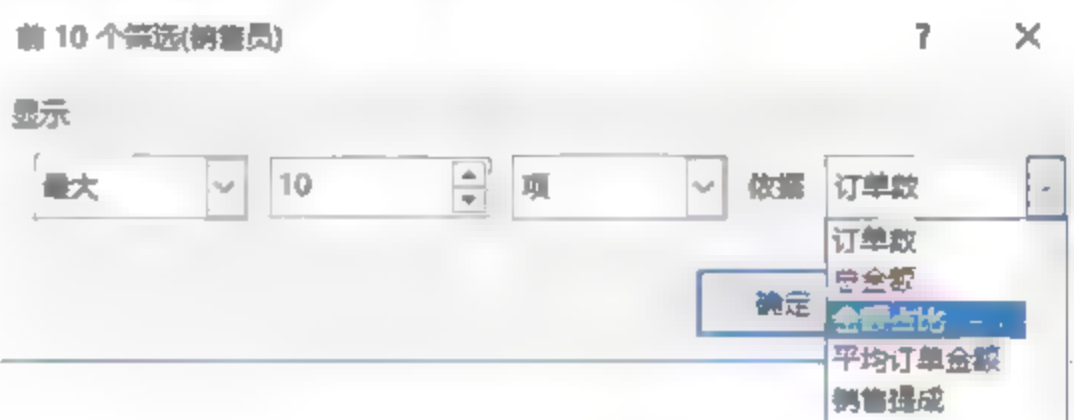 前 10 个筛选(销售员)
?
×
显示
最大
10
项
依据
订单数
订单数
总金额
确定
金额占比
平均订单金额
销售提成